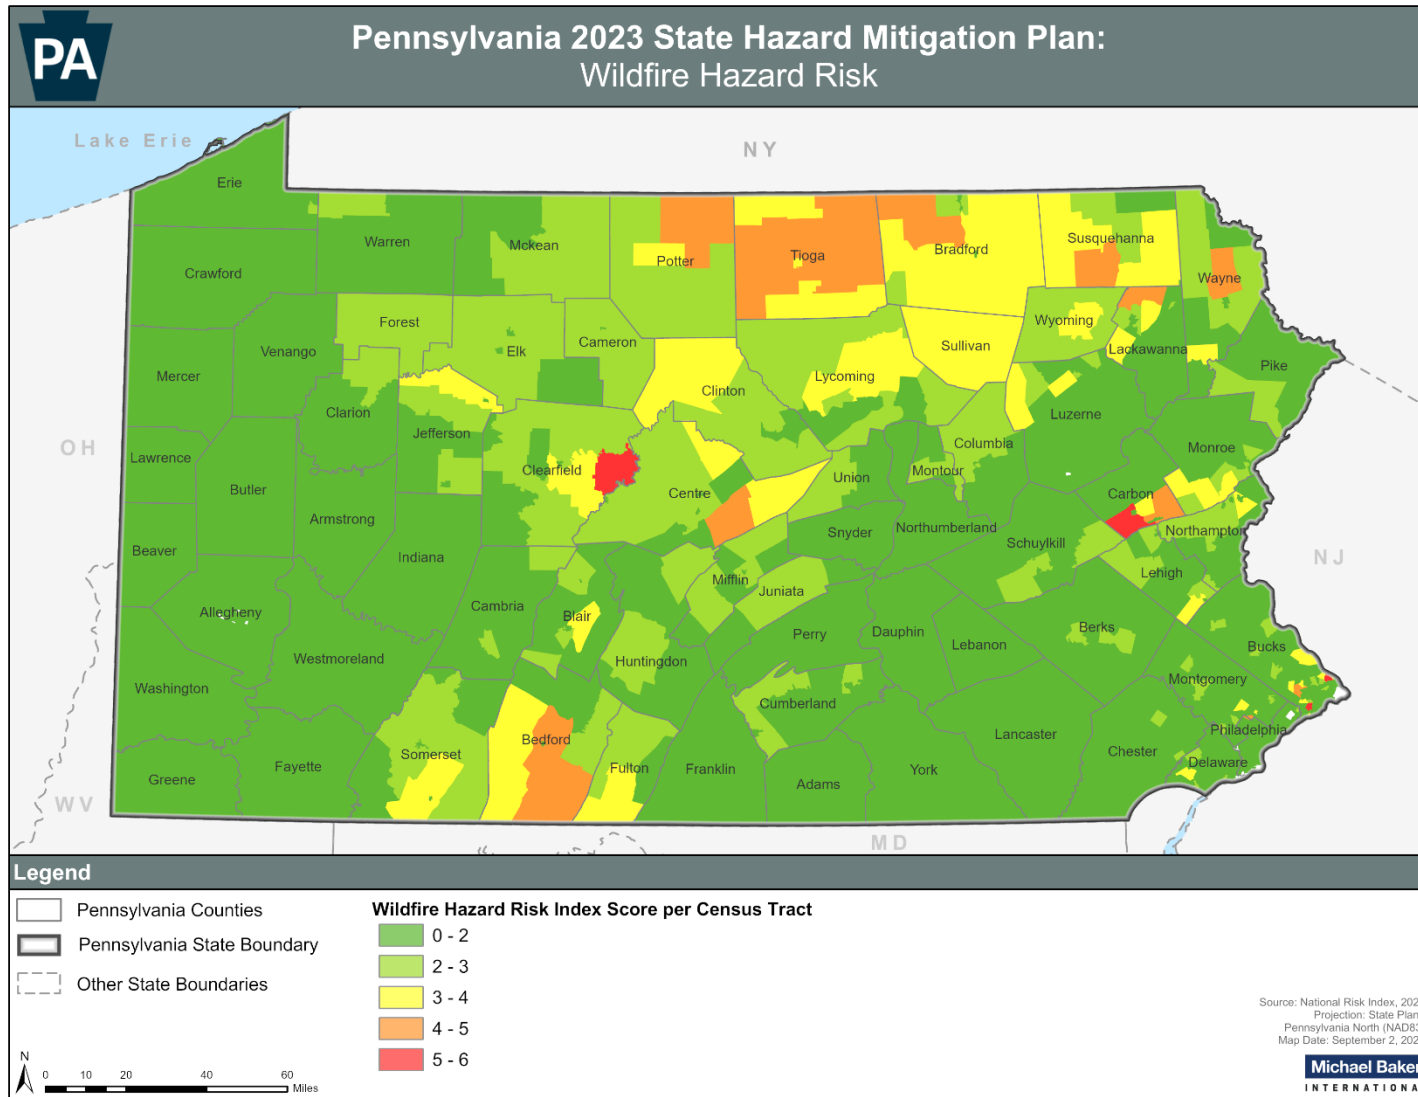 PA
Pennsylvania 2023 State Hazard Mitigation Plan:
Wildfire Hazard Risk
Lake Erie
NY
Erie
Warren
Mckean
Potter
Tioga
Bradford
Susquehanna
Wayne
Crawford
Forest
Elk
Cameron
Wyoming
Lackawanna
Sullivan
Pike
Venango
Mercer
Clinton
Lycoming
Clarion
Jefferson
Luzerne
OH
Lawrence
Butler
Clearfield
Centre
Union
Montour
Columbia
Monroe
Carbon
Armstrong
Snyder
Northumberland
Schuylkill
Northampton
NJ
Beaver
Indiana
Mifflin
Juniata
Lehigh
Allegheny
Cambria
Blair
Perry
Dauphin
Lebanon
Berks
Bucks
Westmoreland
Huntingdon
Washington
Cumberland
Montgomery
Philadelphia
Somerset
Bedford
Fulton
Franklin
Adams
York
Lancaster
Chester
Delaware
Greene
Fayette
WV
MD
Legend
Pennsylvania Counties
Pennsylvania State Boundary
Other State Boundaries
Wildfire Hazard Risk Index Score per Census Tract
0 - 2
2 - 3
3 - 4
4 - 5
5 - 6
N
0 10 20 40 60
Miles
Source: National Risk Index, 202
Projection: State Plan
Pennsylvania North (NAD83
Map Date: September 2, 202
Michael Baker
INTERNATIONA